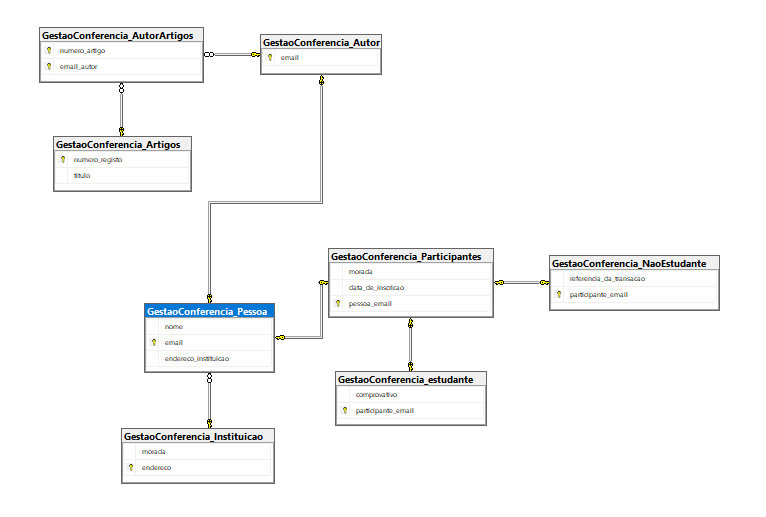 GestaoConferencia_AutorArtigos
numero_artigo
email_autor
GestaoConferencia_Autor
email
GestaoConferencia_Artigos
numero_registo
titulo
GestaoConferencia_Participantes
morada
data_de_inscricao
pessoa_email
GestaoConferencia_NaoEstudante
referencia_da_transacao
participante_email
GestaoConferencia_Pessoa
nome
email
endereco_instituicao
GestaoConferencia_estudante
comprovativo
participante_email
GestaoConferencia_Instituicao
morada
endereco